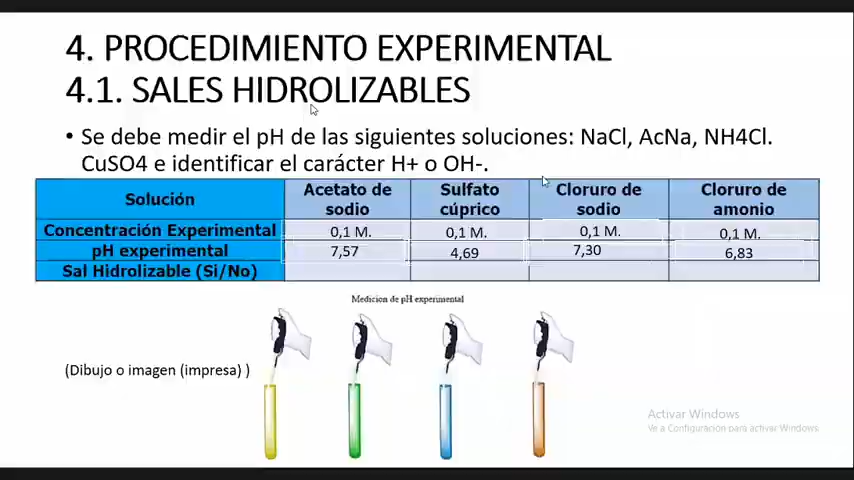 4. PROCEDIMIENTO EXPERIMENTAL
4.1. SALES HIDROLIZABLES
• Se debe medir el pH de las siguientes soluciones: NaCl, AcNa, NH4Cl.
CuSO4 e identificar el carácter H+ o OH-.
Solución Acetato de sodio Sulfato cúprico Cloruro de sodio Cloruro de amonio
Concentración Experimental 0,1 M. 0,1 M. 0,1 M. 0,1 M.
pH experimental 7,57 4,69 7,30 6,83
Sal Hidrolizable (Si/No)
Medicion de pH experimental
(Dibujo o imagen (impresa) )
Activar Windows
Ve a Configuración para activar Windows.